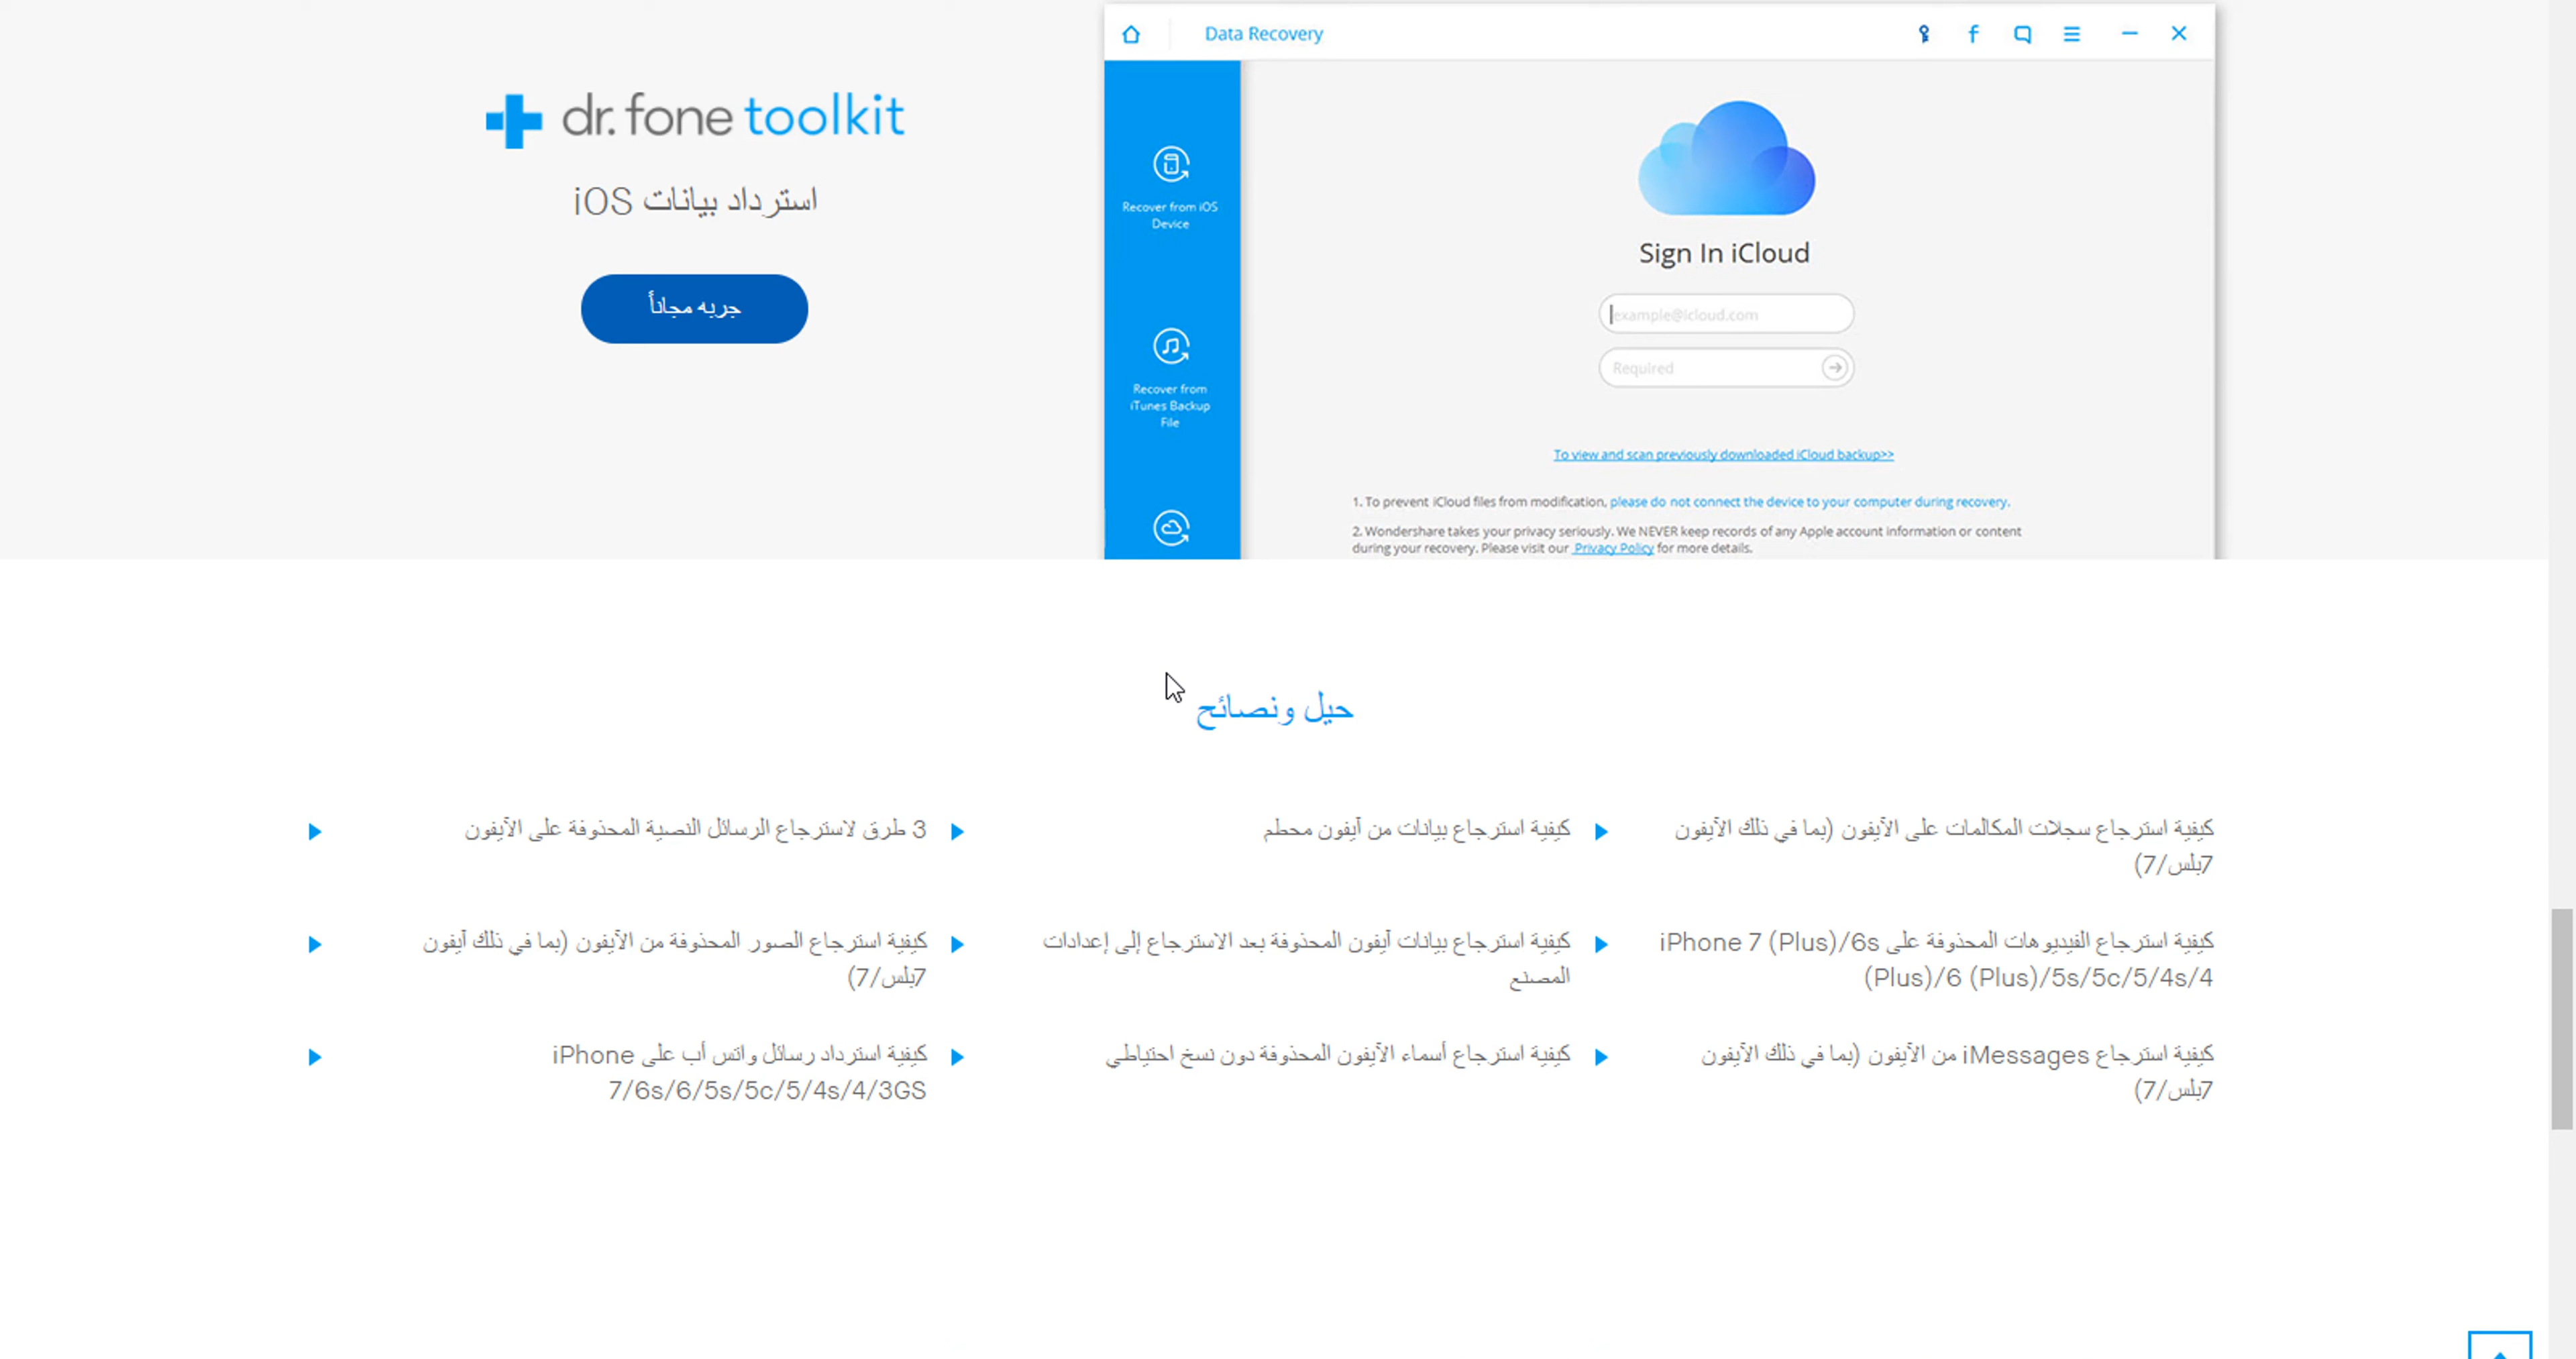 dr. fone toolkit
استرداد بيانات iOS
جربه مجاناً
Data Recovery
Recover from iOS
Device
Recover from
iTunes Backup
File
Sign In iCloud
example@icloud.com
Required
To view and scan previously downloaded iCloud backup>>
1. To prevent iCloud files from modification, please do not connect the device to your computer during recovery.
2. Wondershare takes your privacy seriously. We NEVER keep records of any Apple account information or content
during your recovery. Please visit our Privacy Policy for more details.
حيل ونصائح
كيفية استرجاع سجلات المكالمات على الآيفون (بما في ذلك الآيفون
7بلس/7)
كيفية استرجاع بيانات من آيفون محطم
3 طرق لاسترجاع الرسائل النصية المحذوفة على الآيفون
كيفية استرجاع الفيديوهات المحذوفة على iPhone 7 (Plus)/6s
(Plus)/6 (Plus)/5s/5c/5/4s/4
كيفية استرجاع بيانات آيفون المحذوفة بعد الاسترجاع إلى إعدادات
المصنع
كيفية استرجاع الصور المحذوفة من الآيفون (بما في ذلك آيفون
7بلس/7)
كيفية استرجاع iMessages من الآيفون (بما في ذلك الآيفون
7بلس/7)
كيفية استرجاع أسماء الآيفون المحذوفة دون نسخ احتياطي
كيفية استرداد رسائل واتس أب على iPhone
7/6s/6/5s/5c/5/4s/4/3GS